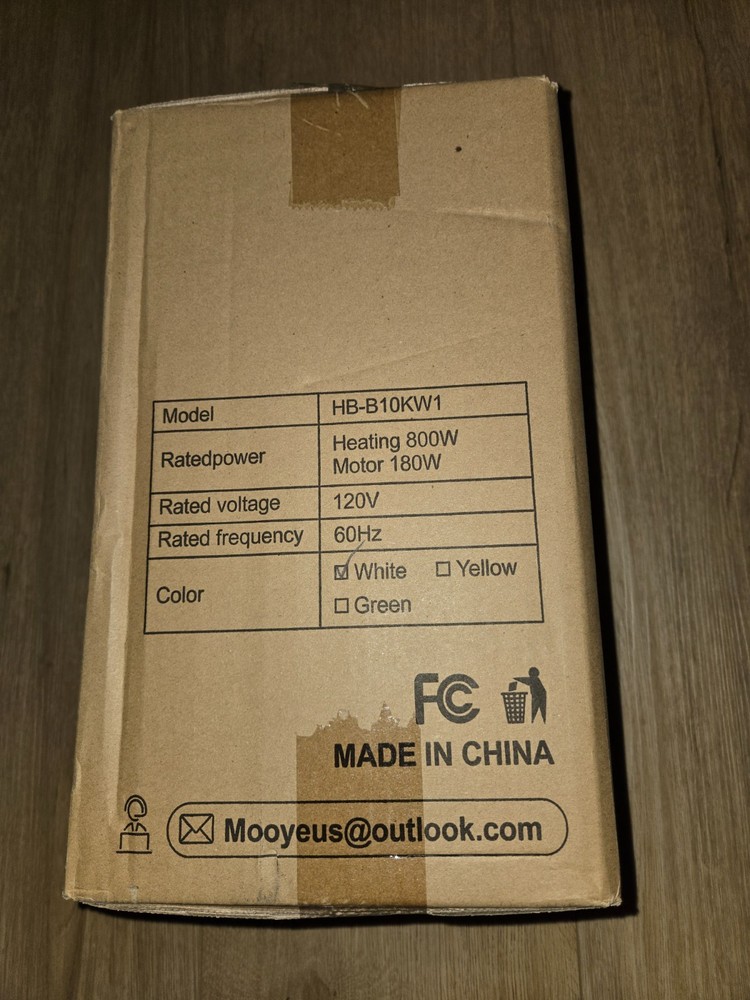 Model HB-B10KW1
Ratedpower Heating 800W
Motor 180W
Rated voltage 120V
Rated frequency 60Hz
Color ☑ White ☐ Yellow
☐ Green
FC
MADE IN CHINA
Mooyeus@outlook.com